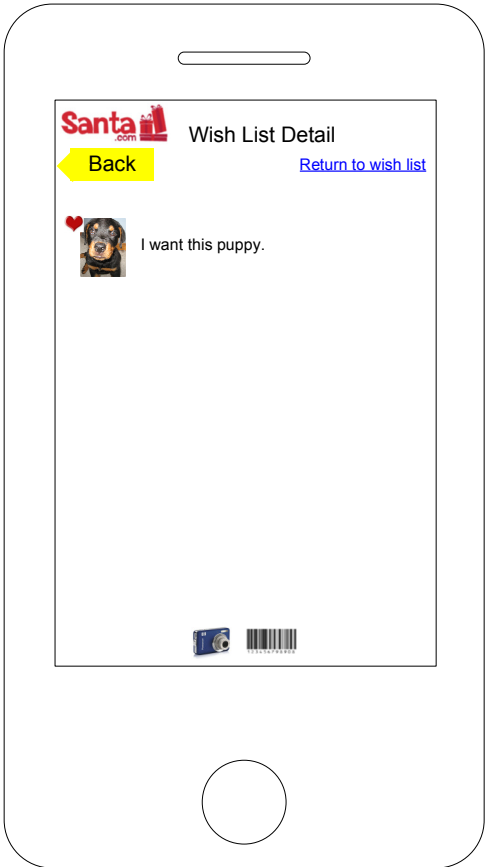 Santa
.com
Wish List Detail
Back
Return to wish list
I want this puppy.